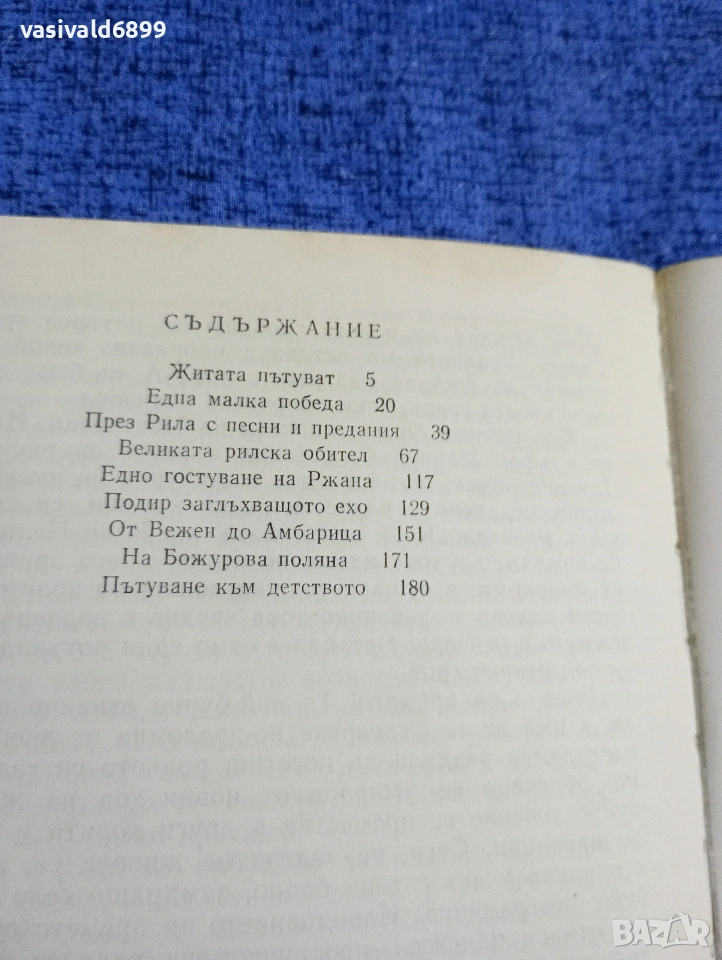 vasivald6899
СЪДЪРЖАНИЕ
Житата пътуват 5
Една малка победа 20
През Рила с песни и предания 39
Великата рилска обител 67
Едно гостуване на Ржана 117
Подир заглъхващото ехо 129
От Вежен до Амбарица 151
На Божурова поляна 171
Пътуване към детството 180
BAZAR